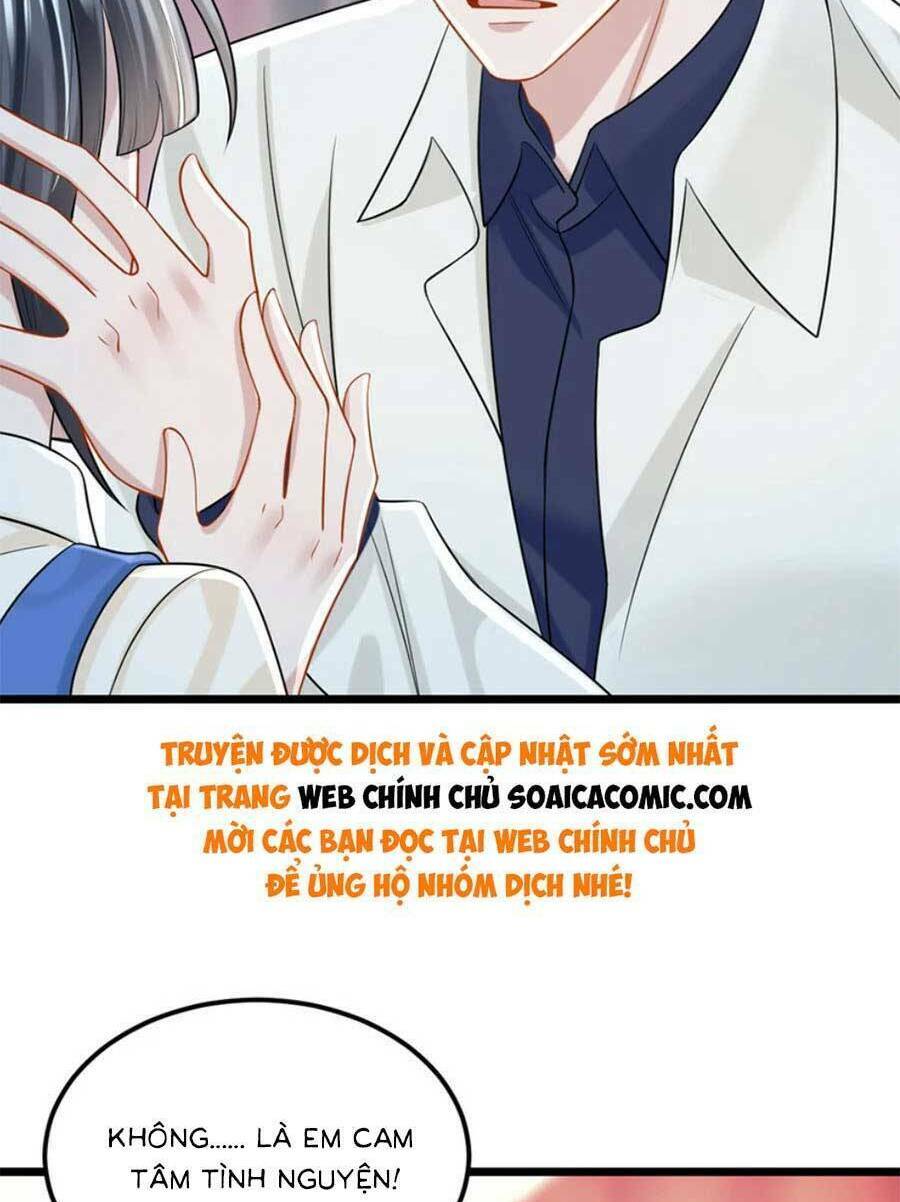 TRUYỆN ĐƯỢC DỊCH VÀ CẬP NHẬT SỚM NHẤT
TẠI TRANG WEB CHÍNH CHỦ SOAICACOMIC.COM
MỜI CÁC BẠN ĐỌC TẠI WEB CHÍNH CHỦ
ĐỂ ỦNG HỘ NHÓM DỊCH NHÉ!
KHÔNG...... LÀ EM CAM
TÂM TÌNH NGUYỆN!